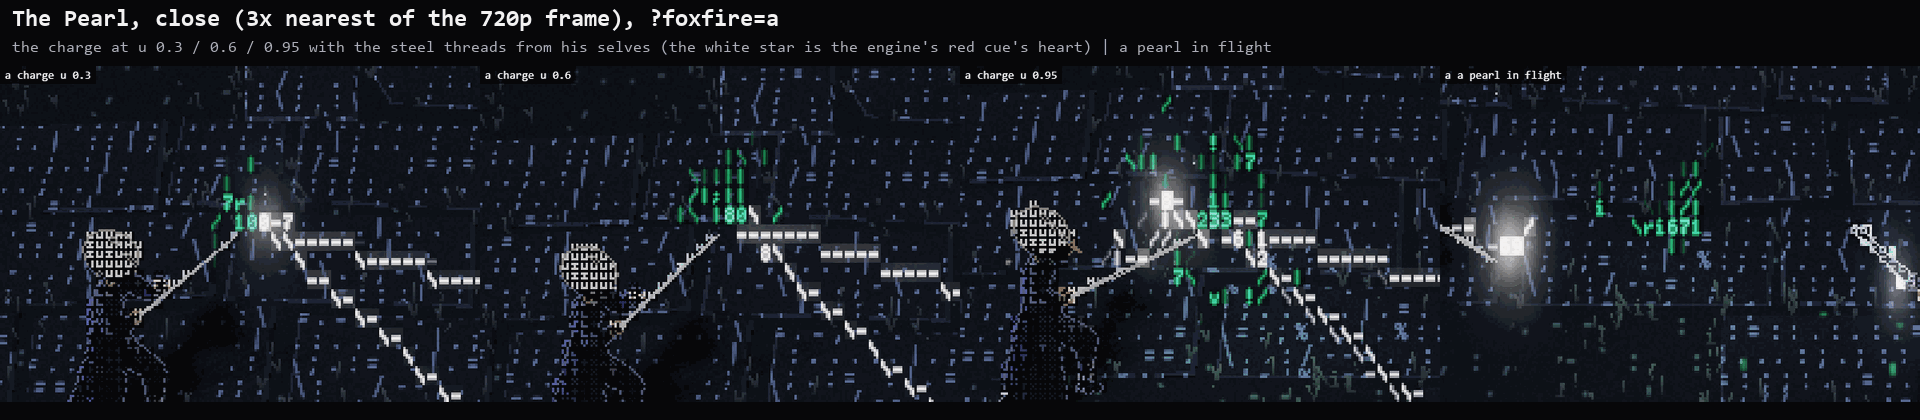 The Pearl, close (3x nearest of the 720p frame), ?foxfire=a
the charge at u 0.3 / 0.6 / 0.95 with the steel threads from his selves (the white star is the engine's red cue's heart) | a pearl in flight
a charge u 0.3
a charge u 0.6
a charge u 0.95
a a pearl in flight